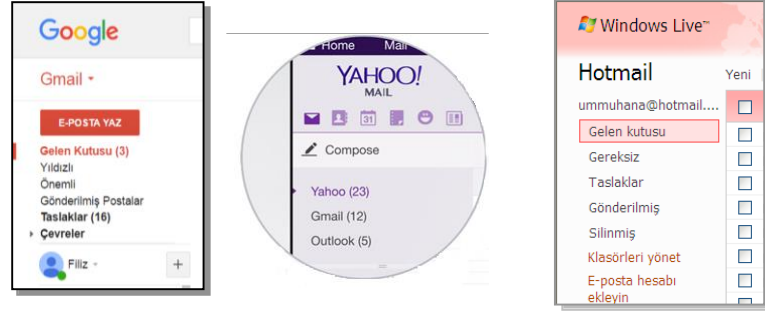 Google
Gmail
E-POSTA YAZ
Gelen Kutusu (3)
Yıldızlı
Önemli
Gönderilmiş Postalar
Taslaklar (16)
Çevreler
Filiz
+
Home Mail
YAHOO!
MAIL
31
Compose
Yahoo (23)
Gmail (12)
Outlook (5)
Windows Live™
Hotmail
Yeni
ummuhana@hotmail....
Gelen kutusu
Gereksiz
Taslaklar
Gönderilmiş
Silinmiş
Klasörleri yönet
E-posta hesabı
ekleyin